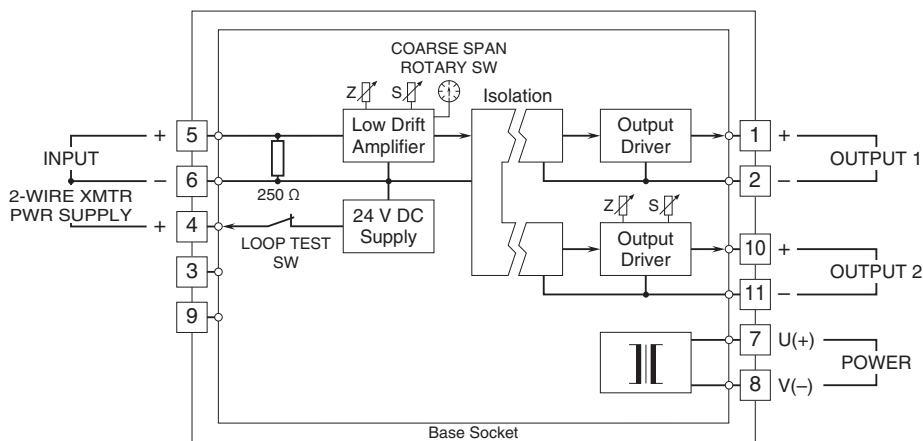 COARSE SPAN
ROTARY SW
Z S
Isolation
5 + Low Drift
Amplifier
Output
Driver
1 +
INPUT
OUTPUT 1
6 –
250 Ω
2 –
2-WIRE XMTR
PWR SUPPLY
4 +
24 V DC
Supply
LOOP TEST
SW
Z S
Output
Driver
10 +
OUTPUT 2
3
11 –
9
7 U(+)
POWER
8 V(–)
Base Socket